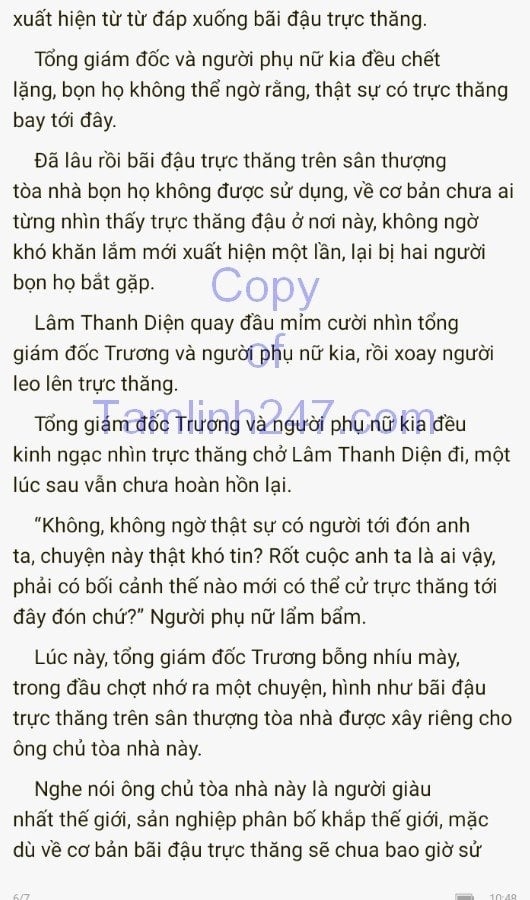 xuất hiện từ từ đáp xuống bãi đậu trực thăng.
Tổng giám đốc và người phụ nữ kia đều chết
lặng, bọn họ không thể ngờ rằng, thật sự có trực thăng
bay tới đây.
Đã lâu rồi bãi đậu trực thăng trên sân thượng
tòa nhà bọn họ không được sử dụng, về cơ bản chưa ai
từng nhìn thấy trực thăng đậu ở nơi này, không ngờ
khó khăn lắm mới xuất hiện một lần, lại bị hai người
bọn họ bắt gặp.
Copy
Lâm Thanh Diện quay đầu mỉm cười nhìn tổng
giám đốc Trương và người phụ nữ kia, rồi xoay người
of
leo lên trực thăng.
Tamlinh247.com
Tổng giám đốc Trương và người phụ nữ kia đều
kinh ngạc nhìn trực thăng chở Lâm Thanh Diện đi, một
lúc sau vẫn chưa hoàn hồn lại.
“Không, không ngờ thật sự có người tới đón anh
ta, chuyện này thật khó tin? Rốt cuộc anh ta là ai vậy,
phải có bối cảnh thế nào mới có thể cử trực thăng tới
đây đón chứ?” Người phụ nữ lẩm bẩm.
Lúc này, tổng giám đốc Trương bỗng nhíu mày,
trong đầu chợt nhớ ra một chuyện, hình như bãi đậu
trực thăng trên sân thượng tòa nhà được xây riêng cho
ông chủ tòa nhà này.
Nghe nói ông chủ tòa nhà này là người giàu
nhất thế giới, sản nghiệp phân bố khắp thế giới, mặc
dù về cơ bản bãi đậu trực thăng sẽ chua bao giờ sử
6/7
10:48